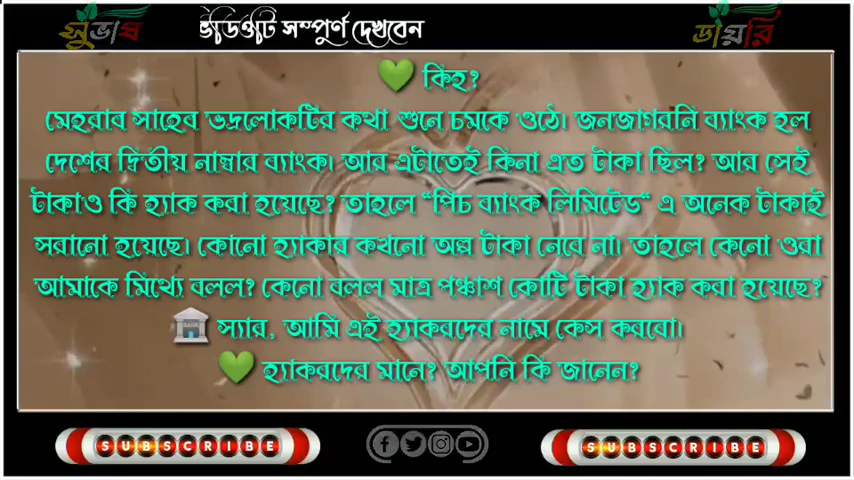 সুভাষ
ভিডিওটি সম্পূর্ণ দেখবেন
ডায়রি
💚 কিহ?
মেহরাব সাহেব ভদ্রলোকটির কথা শুনে চমকে ওঠে। জনজাগরনি ব্যাংক হল
দেশের দ্বিতীয় নাম্বার ব্যাংক। আর এটাতেই কিনা এত টাকা ছিল? আর সেই
টাকাও কি হ্যাক করা হয়েছে? তাহলে "পিচ ব্যাংক লিমিটেড" এ অনেক টাকাই
সরানো হয়েছে। কোনো হ্যাকার কখনো অল্প টাকা নেবে না। তাহলে কেনো ওরা
আমাকে মিথ্যে বলল? কেনো বলল মাত্র পঞ্চাশ কোটি টাকা হ্যাক করা হয়েছে?
🏦 স্যার, আমি এই হ্যাকরদের নামে কেস করবো।
💚 হ্যাকরদের মানে? আপনি কি জানেন?
SUBSCRIBE
SUBSCRIBE